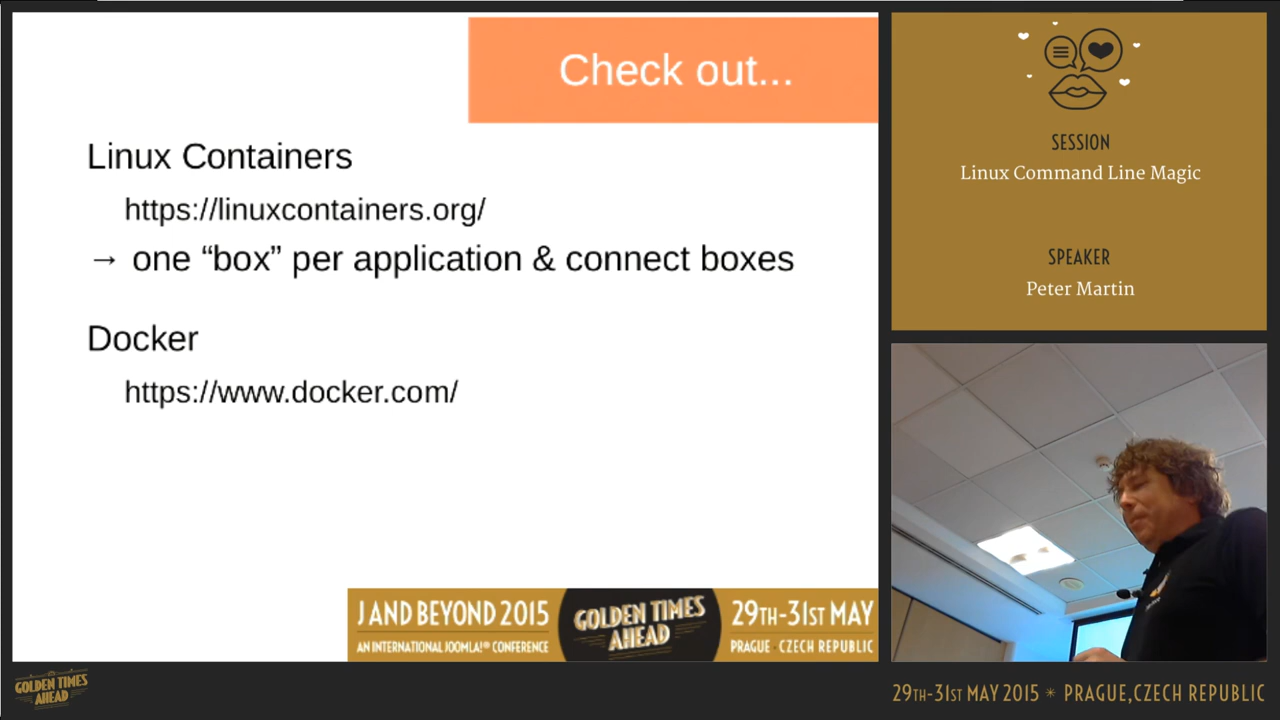 Check out...
Linux Containers
https://linuxcontainers.org/
→ one “box” per application & connect boxes
Docker
https://www.docker.com/
J AND BEYOND 2015
AN INTERNATIONAL JOOMLA!® CONFERENCE
GOLDEN TIMES
AHEAD
29TH-31ST MAY
PRAGUE · CZECH REPUBLIC
SESSION
Linux Command Line Magic
SPEAKER
Peter Martin
GOLDEN TIMES
AHEAD
29TH-31ST MAY 2015 * PRAGUE,CZECH REPUBLIC